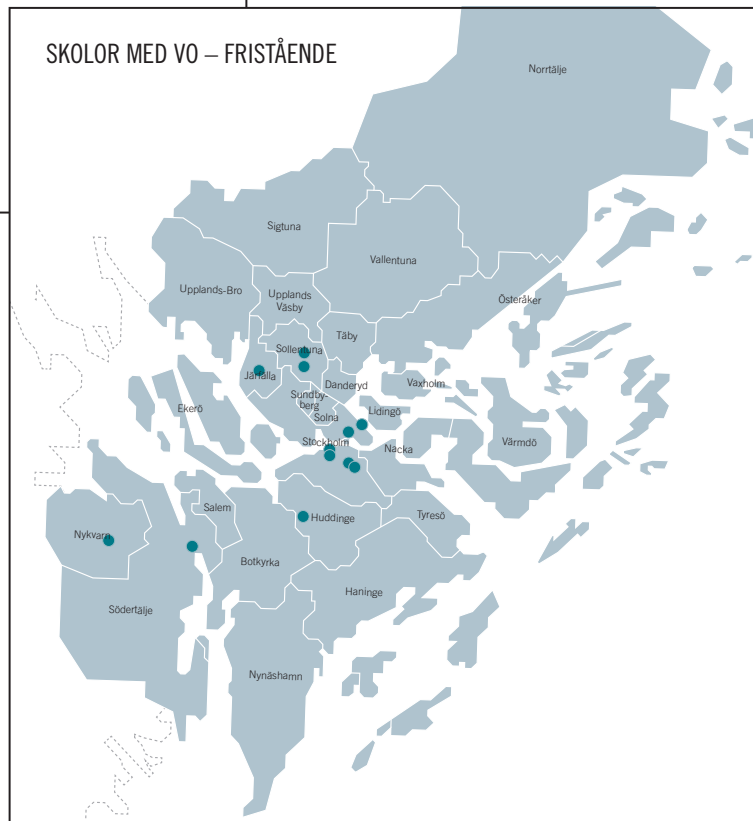 SKOLOR MED VO – FRISTÅENDE
Norrtälje
Sigtuna
Vallentuna
Upplands-Bro
Upplands
Väsby
Österåker
Täby
Sollentuna
Järfälla
Danderyd
Vaxholm
Sundby-
berg
Ekerö
Lidingö
Solna
Stockholm
Nacka
Värmdö
Salem
Huddinge
Tyresö
Nykvarn
Botkyrka
Haninge
Södertälje
Nynäshamn